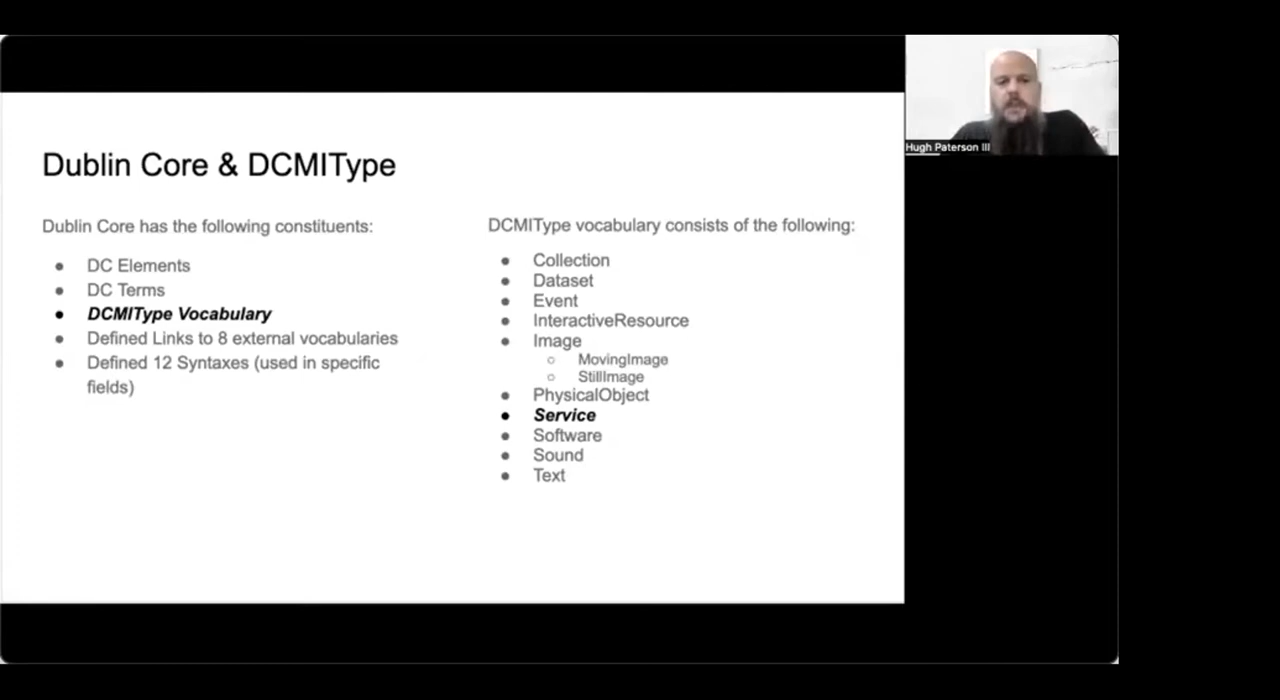 Dublin Core & DCMIType
Dublin Core has the following constituents:
● DC Elements
● DC Terms
● DCMIType Vocabulary
● Defined Links to 8 external vocabularies
● Defined 12 Syntaxes (used in specific
fields)
DCMIType vocabulary consists of the following:
● Collection
● Dataset
● Event
● InteractiveResource
● Image
○ MovingImage
○ StillImage
● PhysicalObject
● Service
● Software
● Sound
● Text
Hugh Paterson III